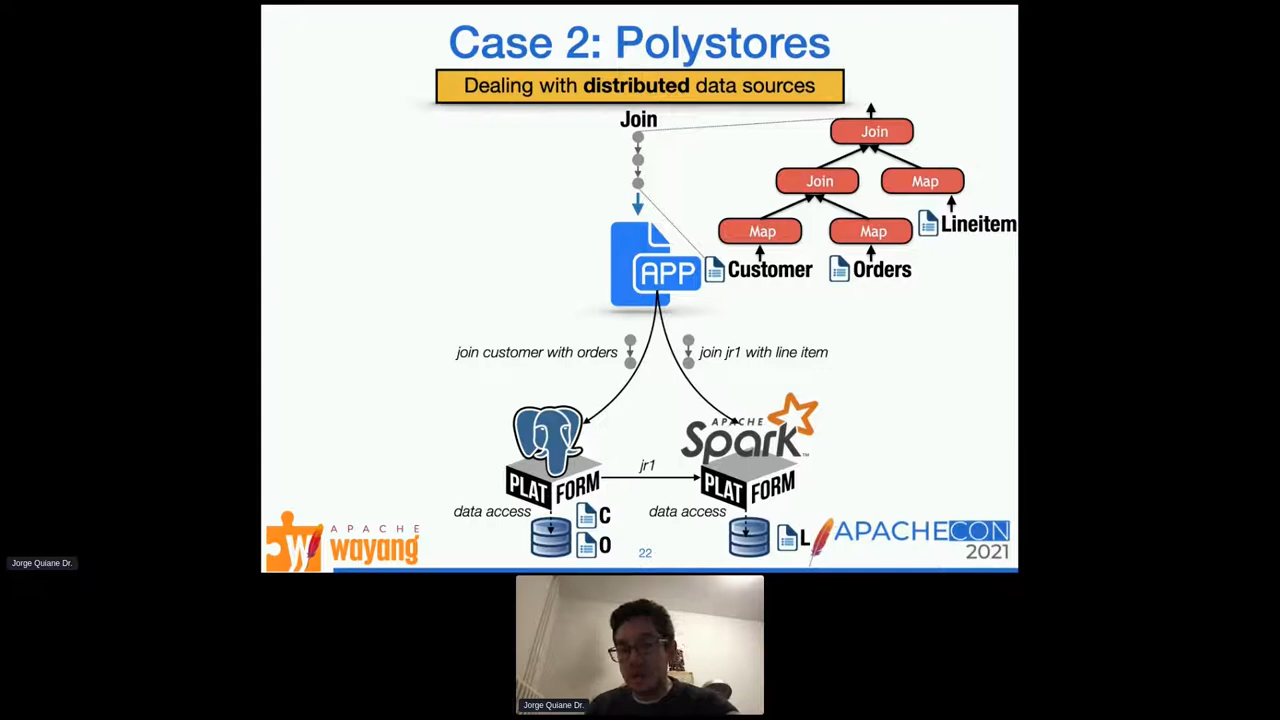 Case 2: Polystores
Dealing with distributed data sources
Join
Join
Join
Map
Lineitem
Map
Map
APP
Customer
Orders
join customer with orders
join jr1 with line item
APACHE
Spark™
jr1
PLATFORM
PLATFORM
data access
C
O
data access
L
APACHE
wayang
22
APACHECON
2021
Jorge Quiane Dr.
Jorge Quiane Dr.